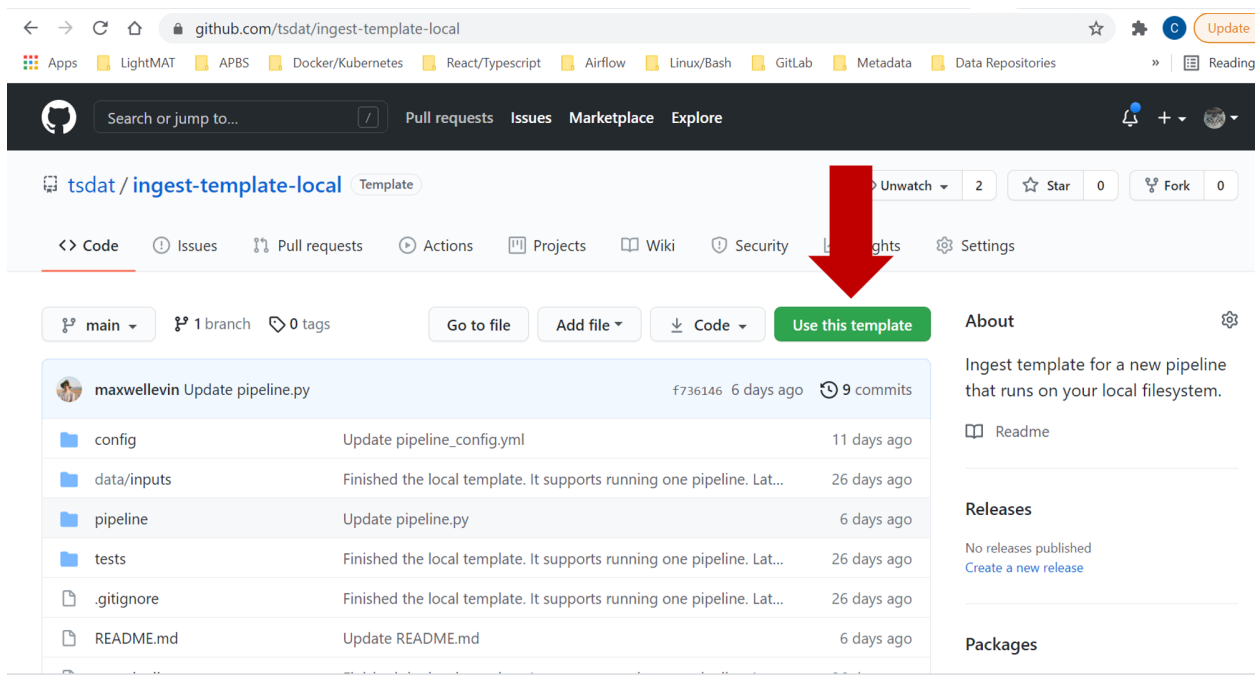 github.com/tsdat/ingest-template-local C Update
Apps LightMAT APBS Docker/Kubernetes React/Typescript Airflow Linux/Bash GitLab Metadata Data Repositories » Reading
Search or jump to... / Pull requests Issues Marketplace Explore
tsdat / ingest-template-local Template Unwatch 2 Star 0 Fork 0
<> Code Issues Pull requests Actions Projects Wiki Security ghts Settings
main 1 branch 0 tags Go to file Add file Code Use this template
About
maxwellevin Update pipeline.py f736146 6 days ago 9 commits
Ingest template for a new pipeline
that runs on your local filesystem.
Readme
config Update pipeline_config.yml 11 days ago
data/inputs Finished the local template. It supports running one pipeline. Lat... 26 days ago
pipeline Update pipeline.py 6 days ago
tests Finished the local template. It supports running one pipeline. Lat... 26 days ago
.gitignore Finished the local template. It supports running one pipeline. Lat... 26 days ago
README.md Update README.md 6 days ago
Releases
No releases published
Create a new release
Packages